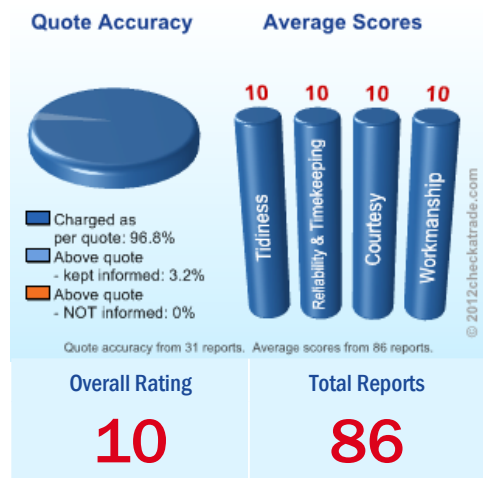 Quote Accuracy
Average Scores
10 10 10 10
Tidiness
Reliability & Timekeeping
Courtesy
Workmanship
Charged as
per quote: 96.8%
Above quote
- kept informed: 3.2%
Above quote
- NOT informed: 0%
© 2012checkatrade.com
Quote accuracy from 31 reports. Average scores from 86 reports.
Overall Rating
10
Total Reports
86